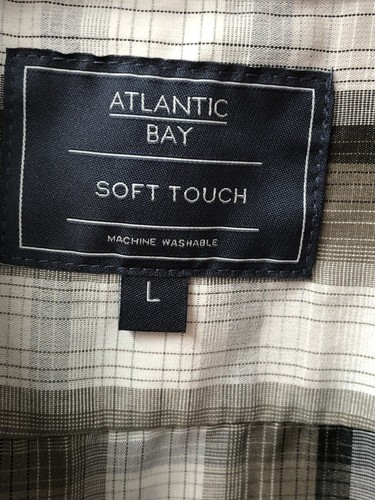 ATLANTIC
BAY
SOFT TOUCH
MACHINE WASHABLE
L